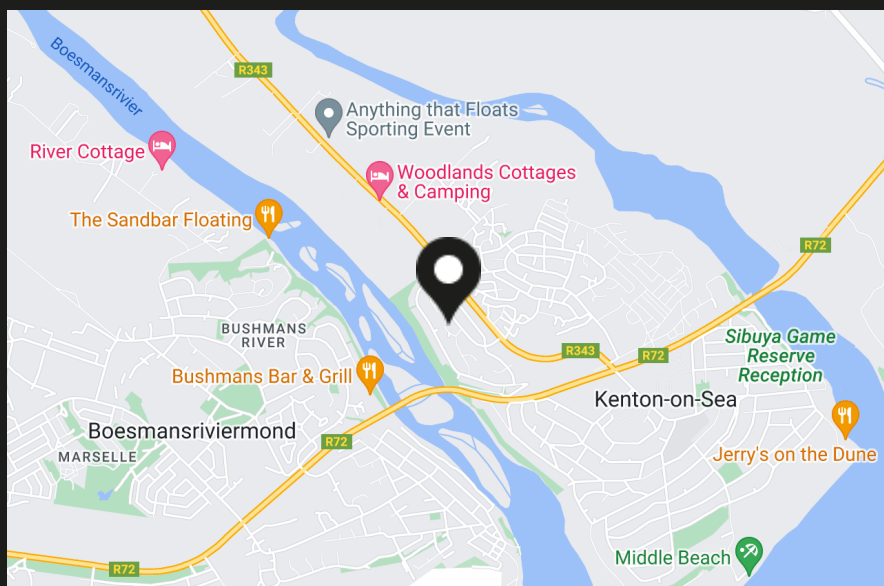 Boesmansrivier
R343
Anything that Floats
Sporting Event
River Cottage
Woodlands Cottages
& Camping
The Sandbar Floating
R72
BUSHMANS
RIVER
Sibuya Game
Reserve
Reception
R343
R72
Bushmans Bar & Grill
Kenton-on-Sea
Boesmansriviermond
R72
MARSELLE
Jerry's on the Dune
Middle Beach
R72